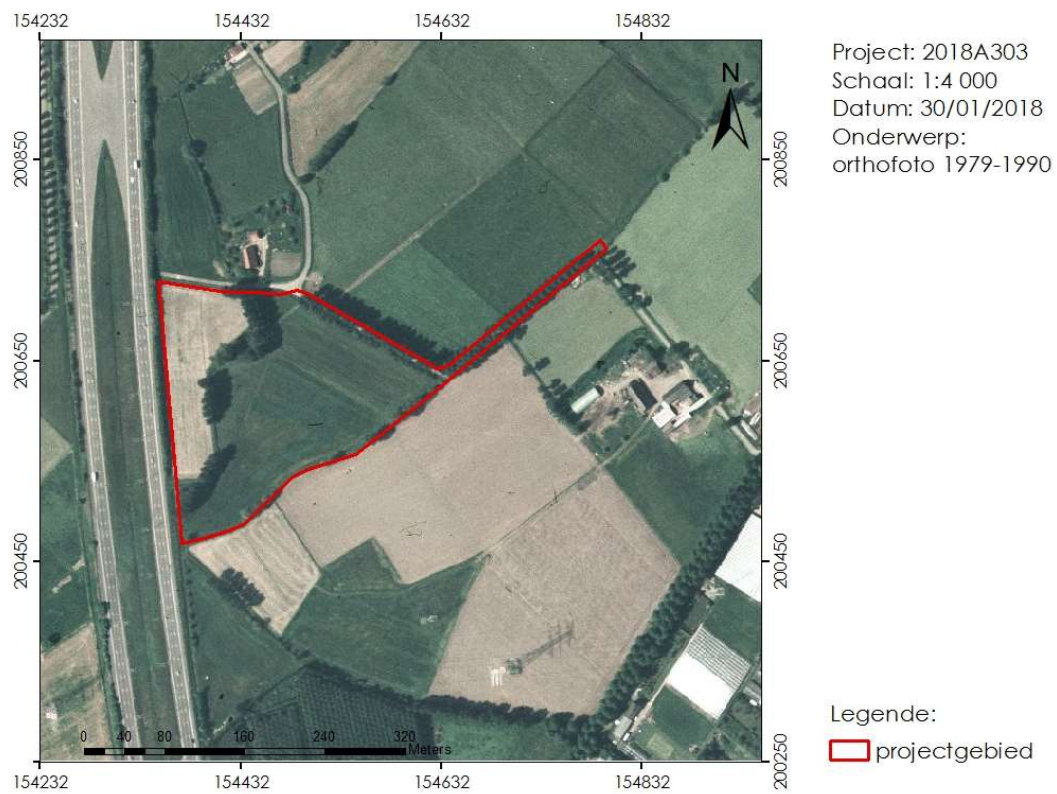 154232 154432 154632 154832
Project: 2018A303
Schaal: 1:4 000
Datum: 30/01/2018
Onderwerp:
orthofoto 1979-1990
N
200850 200850
200650 200650
200450 200450
200250
0 40 80 160 240 320
Meters
154232 154432 154632 154832
Legende:
projectgebied